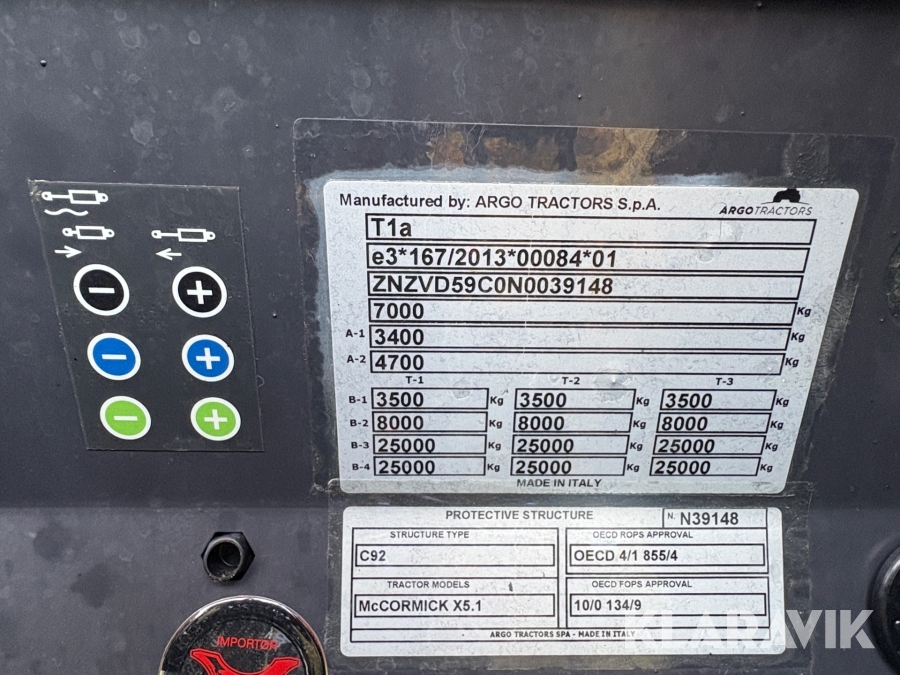 Manufactured by: ARGO TRACTORS S.p.A.
ARGOTRACTORS
T1a
e3*167/2013*00084*01
ZNZVD59C0N0039148
7000 Kg
A-1 3400 Kg
A-2 4700 Kg
T-1 T-2 T-3
B-1 3500 Kg 3500 Kg 3500 Kg
B-2 8000 Kg 8000 Kg 8000 Kg
B-3 25000 Kg 25000 Kg 25000 Kg
B-4 25000 Kg 25000 Kg 25000 Kg
MADE IN ITALY
PROTECTIVE STRUCTURE N. N39148
STRUCTURE TYPE OECD ROPS APPROVAL
C92 OECD 4/1 855/4
TRACTOR MODELS OECD FOPS APPROVAL
McCORMICK X5.1 10/0 134/9
ARGO TRACTORS SPA - MADE IN ITALY
IMPORTØR
KLARAVIK